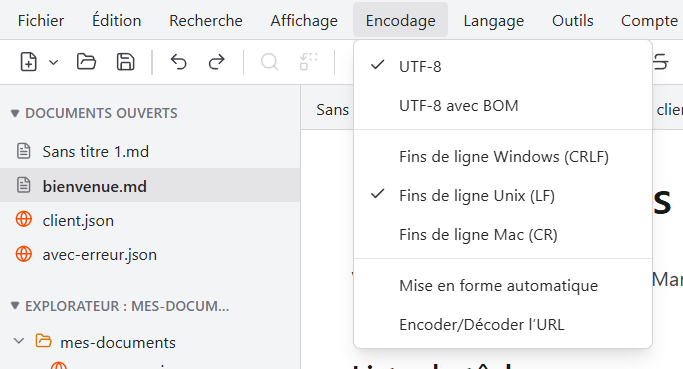 Fichier Édition Recherche Affichage Encodage Langage Outils Compte
DOCUMENTS OUVERTS
Sans titre 1.md
bienvenue.md
client.json
avec-erreur.json
EXPLORATEUR : MES-DOCUM...
mes-documents
Sans
UTF-8
UTF-8 avec BOM
Fins de ligne Windows (CRLF)
Fins de ligne Unix (LF)
Fins de ligne Mac (CR)
Mise en forme automatique
Encoder/Décoder l’URL